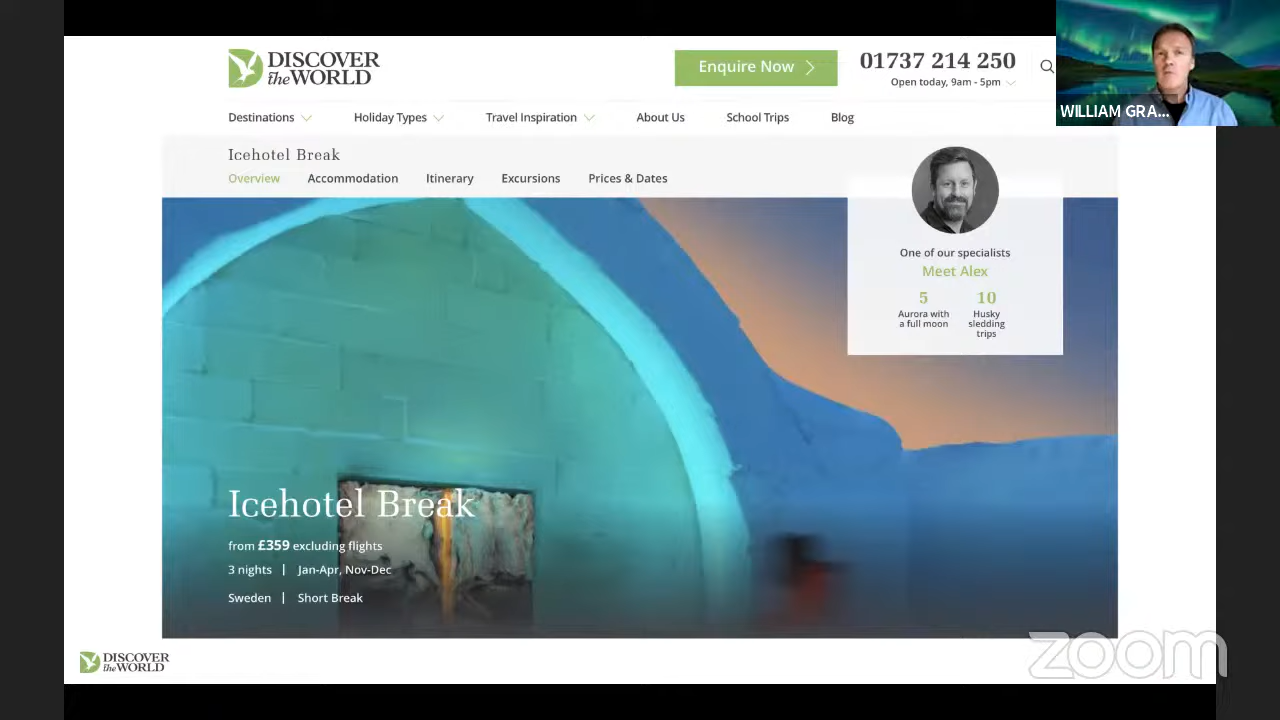 DISCOVER
the WORLD
Enquire Now
01737 214 250
Open today, 9am - 5pm
WILLIAM GRA...
Destinations
Holiday Types
Travel Inspiration
About Us
School Trips
Blog
Icehotel Break
Overview
Accommodation
Itinerary
Excursions
Prices & Dates
One of our specialists
Meet Alex
5
Aurora with
a full moon
10
Husky
sledding
trips
Icehotel Break
from £359 excluding flights
3 nights | Jan-Apr, Nov-Dec
Sweden | Short Break
DISCOVER
the WORLD
zoom